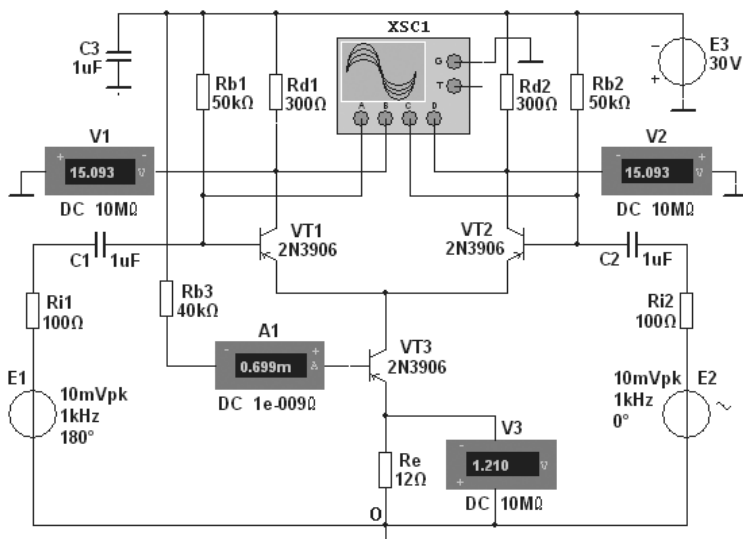 XSC1
C3
1uF
Rb1
50kΩ
Rd1
300Ω
G
T
A B C D
Rd2
300Ω
Rb2
50kΩ
E3
30V
V1
+ -
15.093 V
DC 10MΩ
V2
+ -
15.093 V
DC 10MΩ
VT1
2N3906
VT2
2N3906
C1 1uF
C2 1uF
Ri1
100Ω
Rb3
40kΩ
Ri2
100Ω
A1
- +
0.699m A
DC 1e-009Ω
VT3
2N3906
E1
10mVpk
1kHz
180°
10mVpk
1kHz
0°
E2
V3
1.210 V
DC 10MΩ
Re
12Ω
O